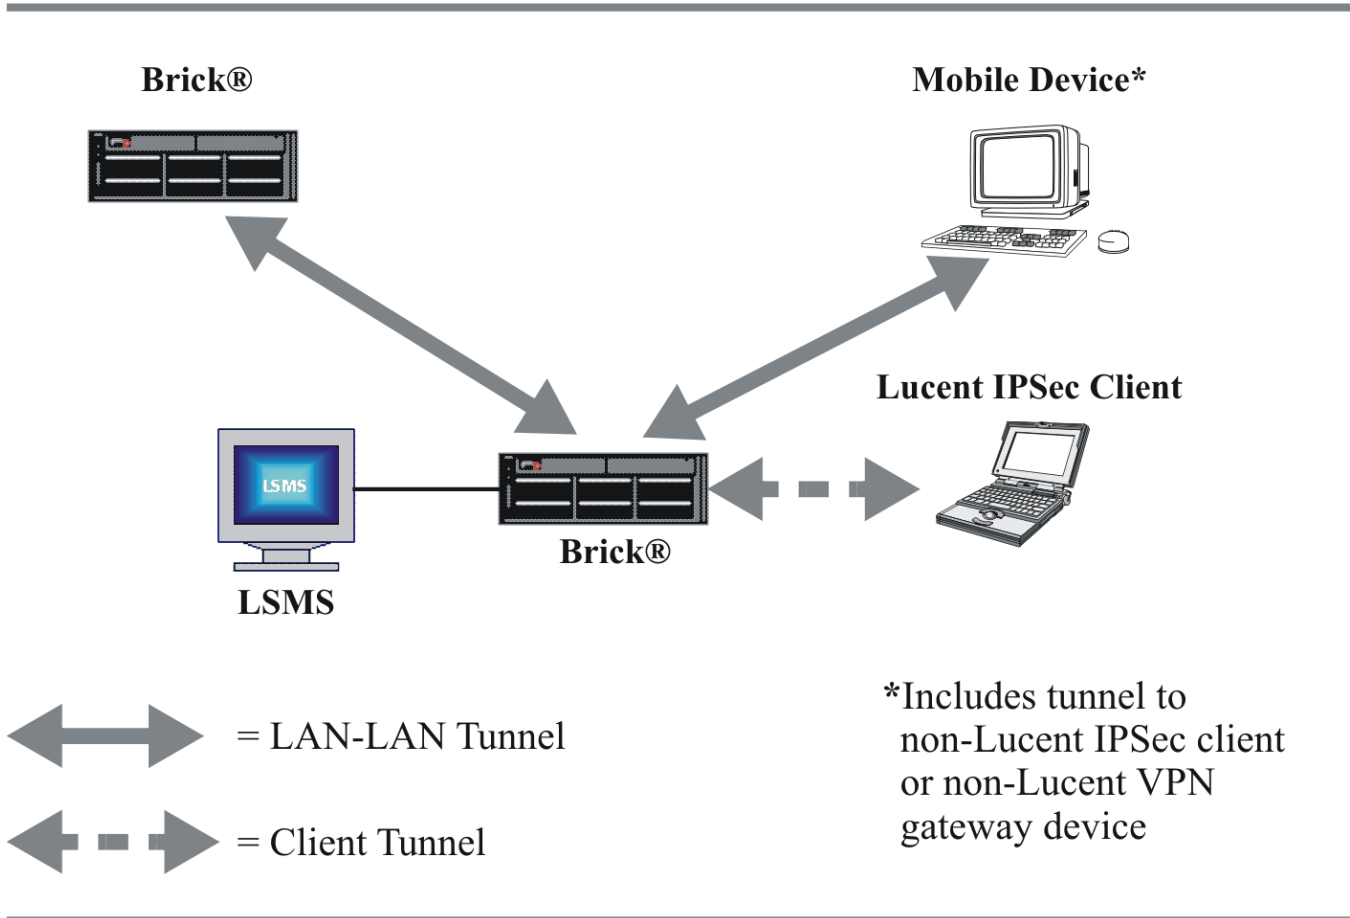 Brick®
Mobile Device*
Lucent IPSec Client
LSMS
Brick®
LSMS
= LAN-LAN Tunnel
= Client Tunnel
*Includes tunnel to
non-Lucent IPSec client
or non-Lucent VPN
gateway device